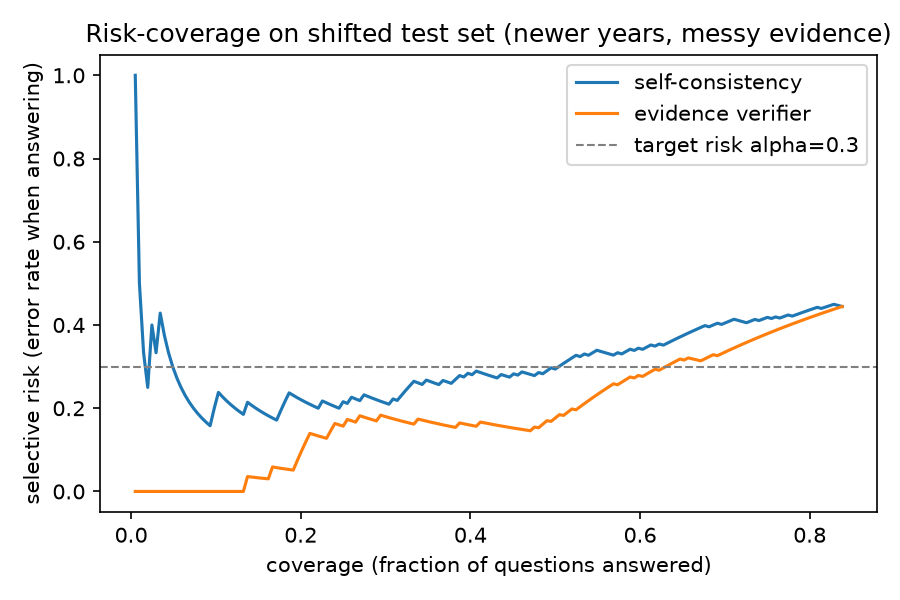 Risk-coverage on shifted test set (newer years, messy evidence)
selective risk (error rate when answering)
1.0
0.8
0.6
0.4
0.2
0.0
self-consistency
evidence verifier
target risk alpha=0.3
0.0 0.2 0.4 0.6 0.8
coverage (fraction of questions answered)